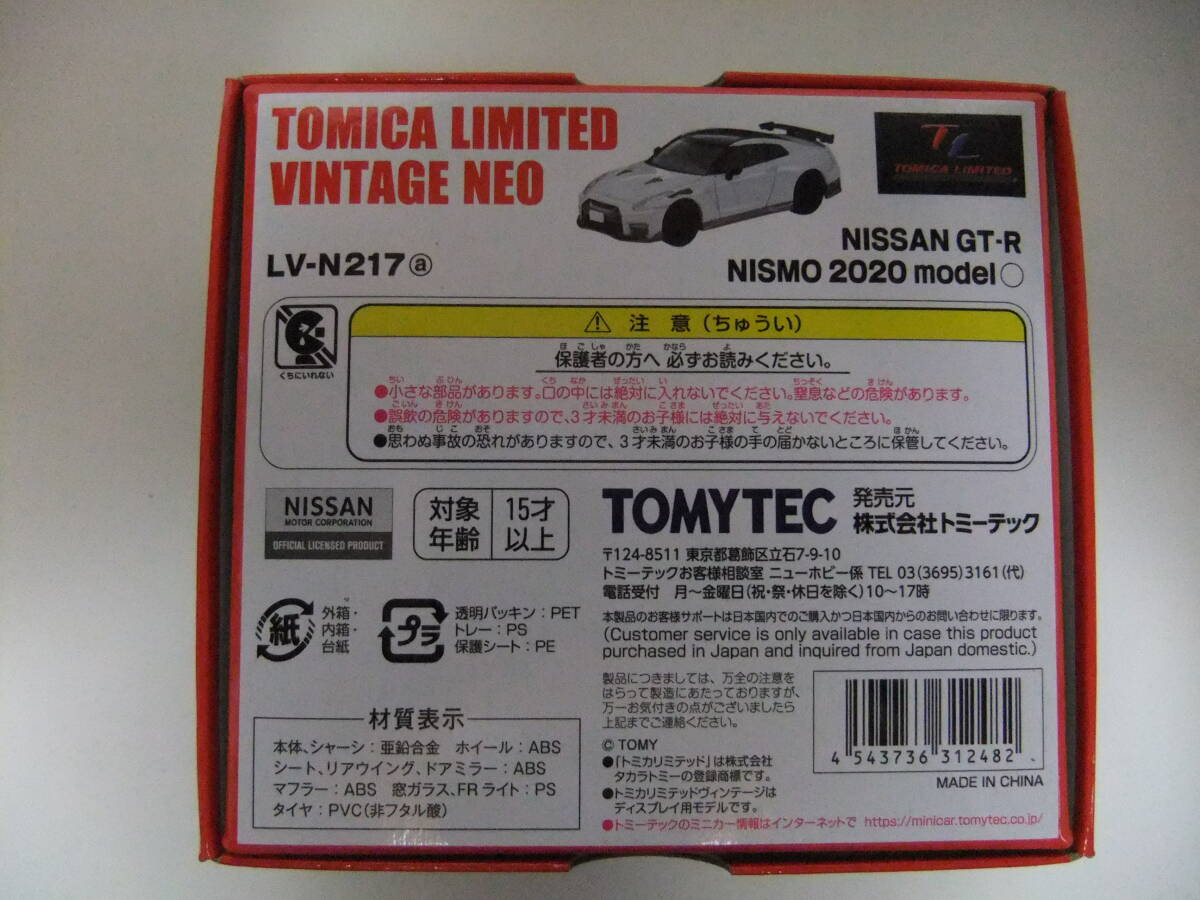 TOMICA LIMITED
VINTAGE NEO
TL
TOMICA LIMITED
LV-N217ⓐ
NISSAN GT-R
NISMO 2020 model○
くちにいれない
⚠ 注 意(ちゅうい)
保護者の方へ 必ずお読みください。
●小さな部品があります。口の中には絶対に入れないでください。窒息などの危険があります。
●誤飲の危険がありますので、3才未満のお子様には絶対に与えないでください。
●思わぬ事故の恐れがありますので、3才未満のお子様の手の届かないところに保管してください。
NISSAN
MOTOR CORPORATION
OFFICIAL LICENSED PRODUCT
対象年齢
15才以上
TOMYTEC
発売元
株式会社トミーテック
〒124-8511 東京都葛飾区立石7-9-10
トミーテックお客様相談室 ニューホビー係 TEL 03(3695)3161(代)
電話受付 月~金曜日(祝・祭・休日を除く)10~17時
本製品のお客様サポートは日本国内でのご購入かつ日本国内からのお問い合わせに限ります。
(Customer service is only available in case this product
purchased in Japan and inquired from Japan domestic.)
紙
外箱・
内箱・
台紙
プラ
透明パッキン:PET
トレー:PS
保護シート:PE
材質表示
本体、シャーシ:亜鉛合金 ホイール:ABS
シート、リアウイング、ドアミラー:ABS
マフラー:ABS 窓ガラス、FRライト:PS
タイヤ:PVC(非フタル酸)
製品につきましては、万全の注意を
はらって製造にあたっておりますが、
万一お気付きの点がございましたら
上記までご連絡ください。
© TOMY
●「トミカリミテッド」は株式会社
タカラトミーの登録商標です。
●トミカリミテッドヴィンテージは
ディスプレイ用モデルです。
●トミーテックのミニカー情報はインターネットで https://minicar.tomytec.co.jp/
4 543736 312482
MADE IN CHINA